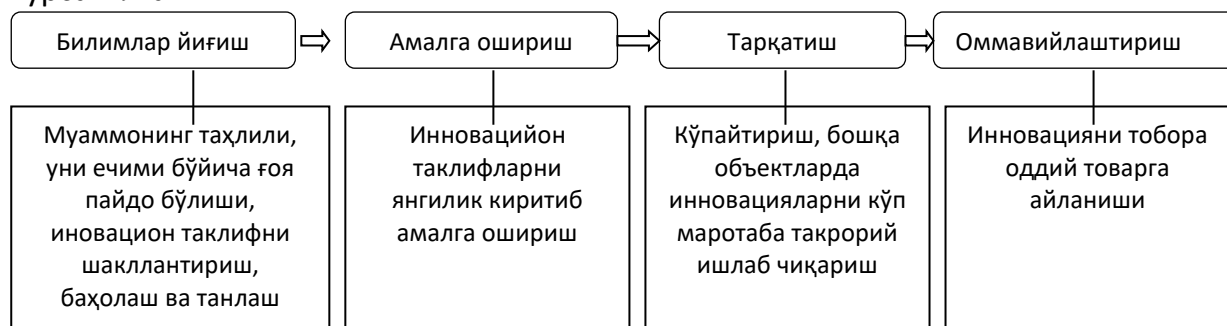 Билимлар йиғиш
Амалга ошириш
Тарқатиш
Оммавийлаштириш
Муаммонинг таҳлили,
уни ечими бўйича ғоя
пайдо бўлиши,
иновацион таклифни
шакллантириш,
баҳолаш ва танлаш
Инновацийон
таклифларни
янгилик киритиб
амалга ошириш
Кўпайтириш, бошқа
объектларда
инновацияларни кўп
маротаба такрорий
ишлаб чиқариш
Инновацияни тобора
оддий товарга
айланиши